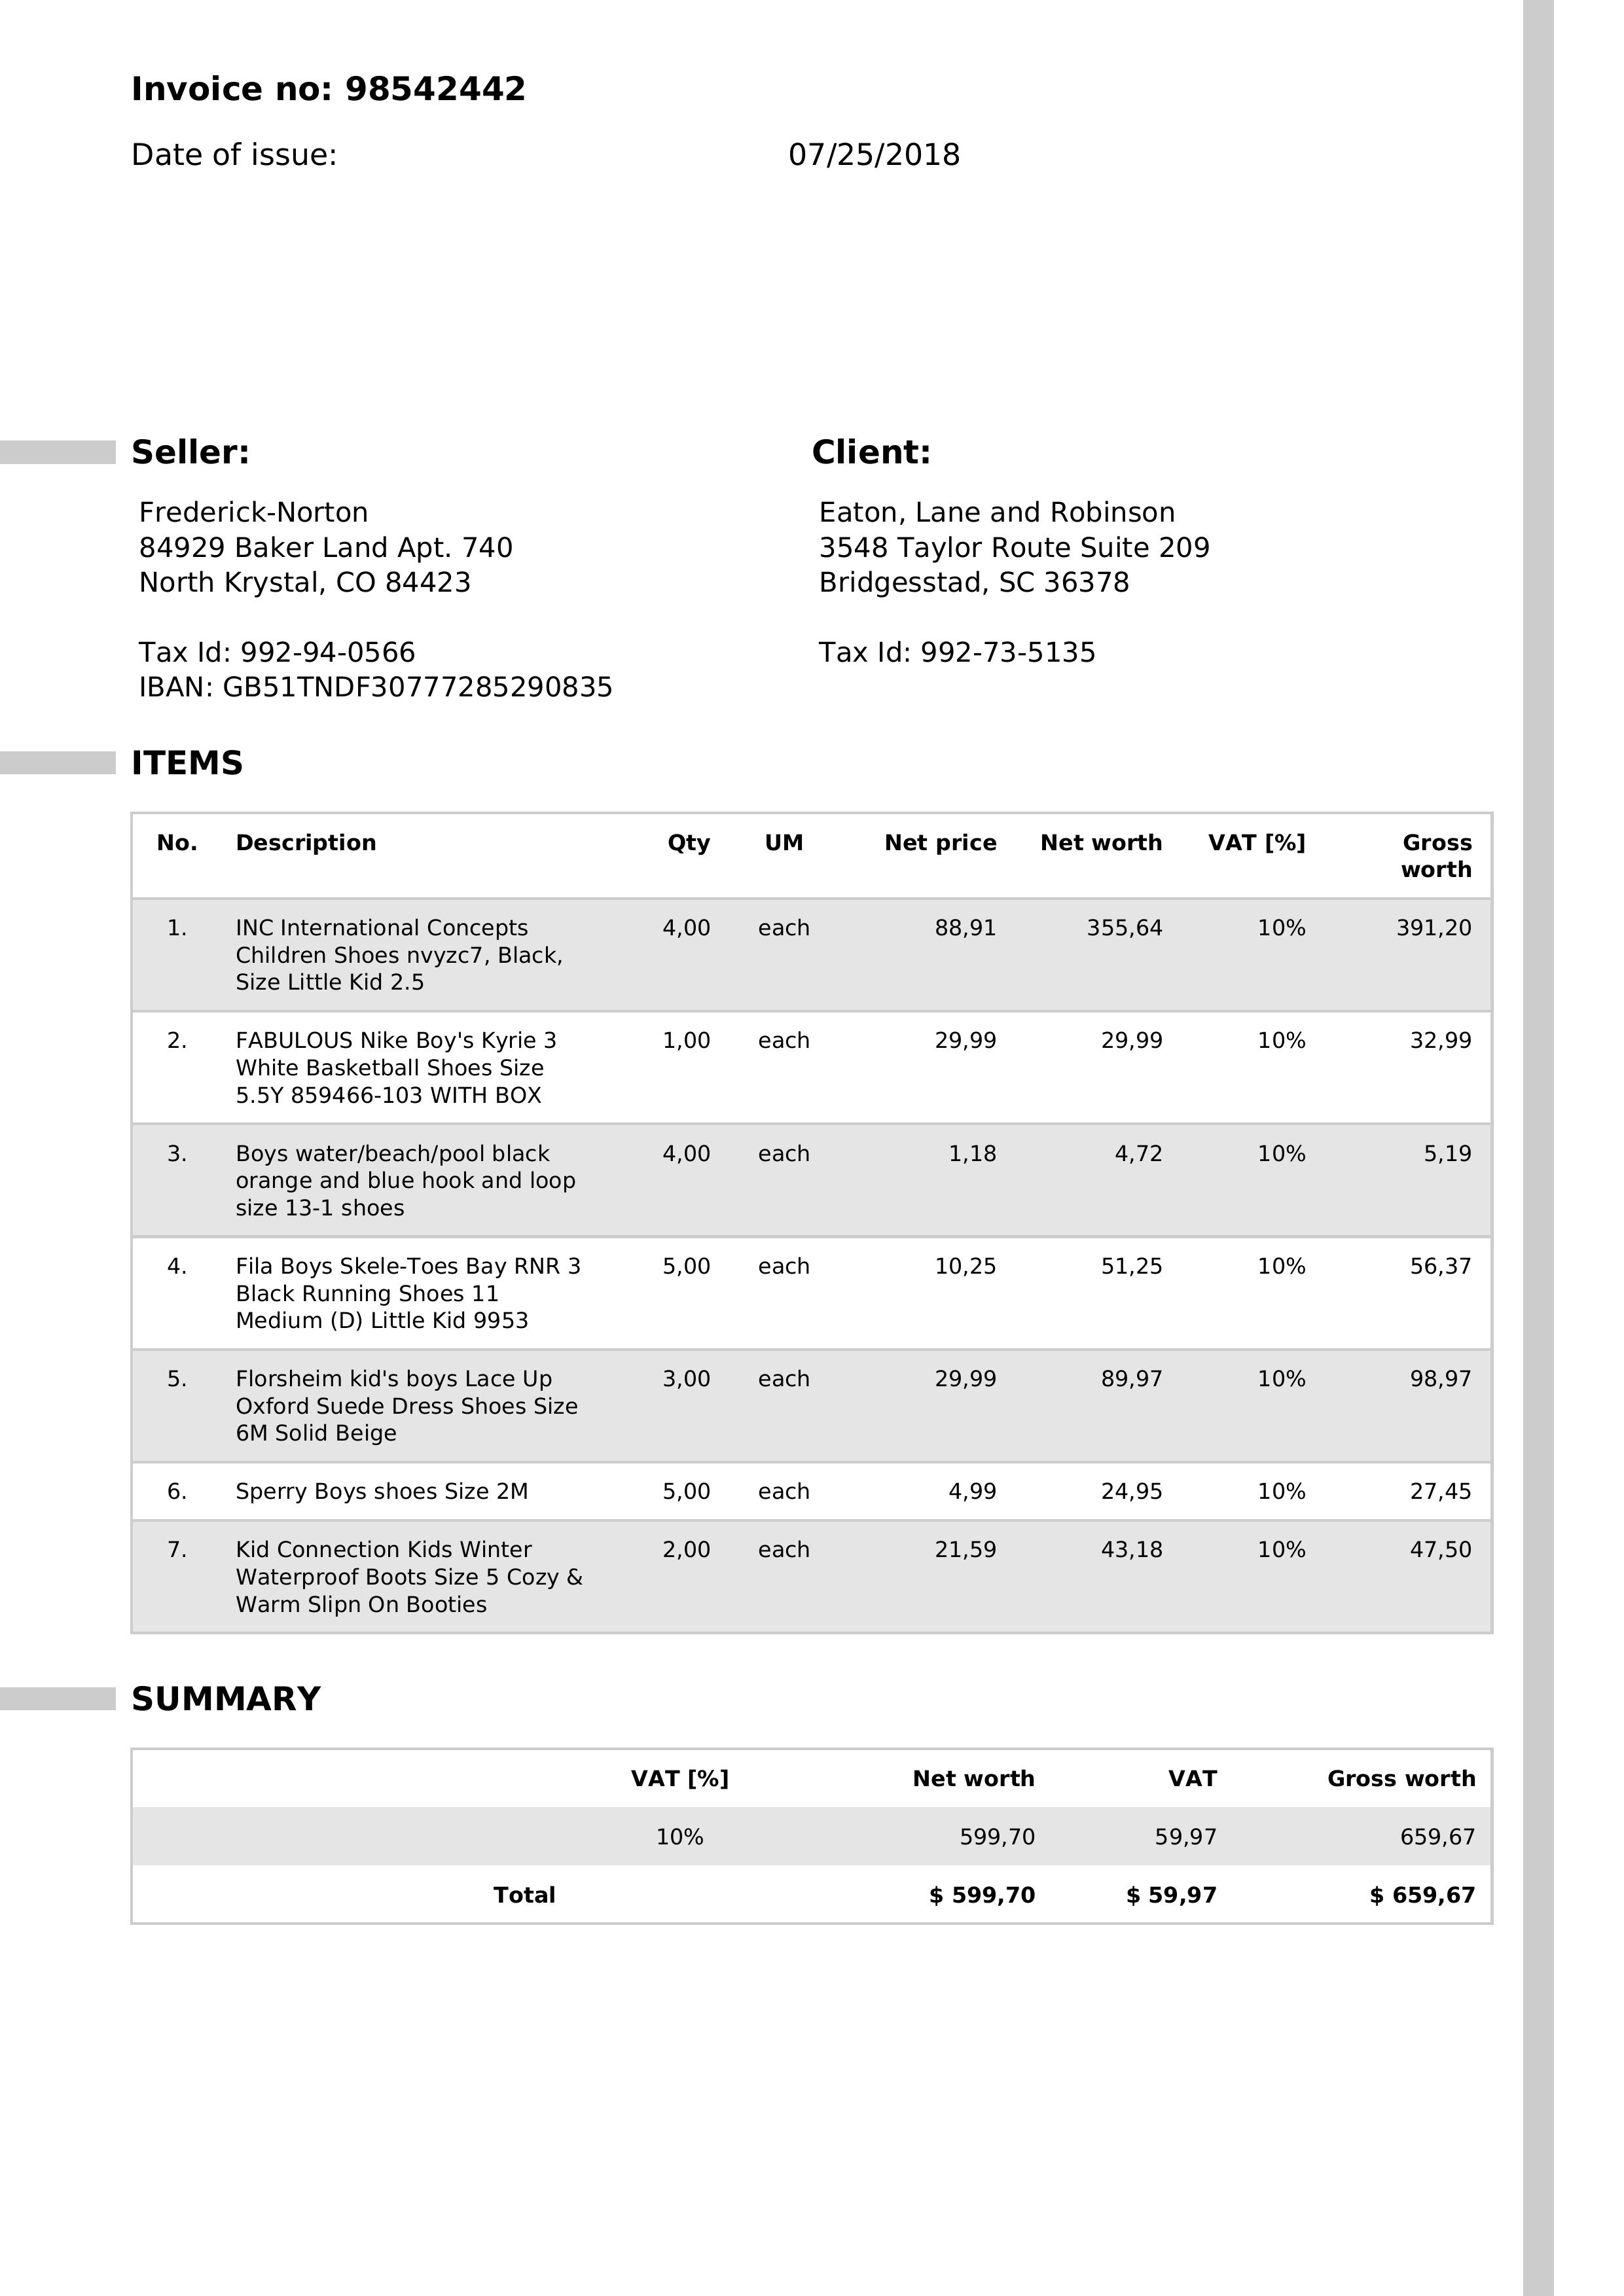 Invoice no: 98542442
Date of issue: 07/25/2018
Seller:
Frederick-Norton
84929 Baker Land Apt. 740
North Krystal, CO 84423
Tax Id: 992-94-0566
IBAN: GB51TNDF30777285290835
Client:
Eaton, Lane and Robinson
3548 Taylor Route Suite 209
Bridgesstad, SC 36378
Tax Id: 992-73-5135
ITEMS
No. Description Qty UM Net price Net worth VAT [%] Gross
worth
1. INC International Concepts 4,00 each 88,91 355,64 10% 391,20
Children Shoes nvyzc7, Black,
Size Little Kid 2.5
2. FABULOUS Nike Boy's Kyrie 3 1,00 each 29,99 29,99 10% 32,99
White Basketball Shoes Size
5.5Y 859466-103 WITH BOX
3. Boys water/beach/pool black 4,00 each 1,18 4,72 10% 5,19
orange and blue hook and loop
size 13-1 shoes
4. Fila Boys Skele-Toes Bay RNR 3 5,00 each 10,25 51,25 10% 56,37
Black Running Shoes 11
Medium (D) Little Kid 9953
5. Florsheim kid's boys Lace Up 3,00 each 29,99 89,97 10% 98,97
Oxford Suede Dress Shoes Size
6M Solid Beige
6. Sperry Boys shoes Size 2M 5,00 each 4,99 24,95 10% 27,45
7. Kid Connection Kids Winter 2,00 each 21,59 43,18 10% 47,50
Waterproof Boots Size 5 Cozy &
Warm Slipn On Booties
SUMMARY
VAT [%] Net worth VAT Gross worth
10% 599,70 59,97 659,67
Total $ 599,70 $ 59,97 $ 659,67